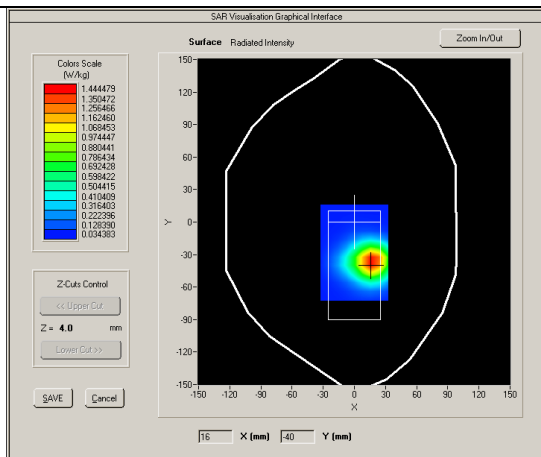 SAR Visualisation Graphical Interface
Surface Radiated Intensity
Zoom In/Out
Colors Scale
(W/kg)
1.444479
1.350472
1.256466
1.162460
1.068453
0.974447
0.880441
0.786434
0.692428
0.598422
0.504415
0.410409
0.316403
0.222396
0.128390
0.034383
Z-Cuts Control
<< Upper Cut
Z = 4.0 mm
Lower Cut >>
SAVE Cancel
150
120
90
60
30
0
-30
-60
-90
-120
-150
Y
-150 -120 -90 -60 -30 0 30 60 90 120 150
X
16 X (mm) -40 Y (mm)